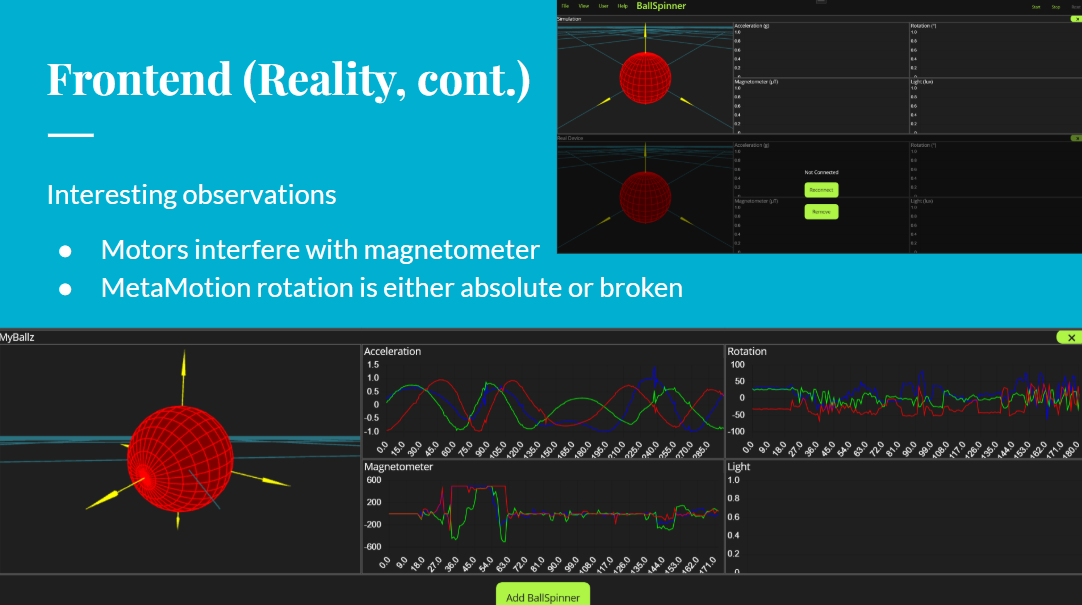 Frontend (Reality, cont.)
Interesting observations
● Motors interfere with magnetometer
● MetaMotion rotation is either absolute or broken
File View User Help BallSpinner Start Stop
Simulation
Acceleration (g)
1.0
0.8
0.6
0.4
0.2
Rotation (°)
1.0
0.8
0.6
0.4
0.2
Magnetometer (µT)
1.0
0.8
0.6
0.4
0.2
0
Light (lux)
1.0
0.8
0.6
0.4
0.2
0
Real Device
Acceleration (g)
1.0
0.8
0.6
0.4
0.2
Rotation (°)
1.0
0.8
0.6
0.4
0.2
Not Connected
Reconnect
Remove
Magnetometer (µT)
1.0
0.8
0.6
0.4
0.2
0
Light (lux)
1.0
0.8
0.6
0.4
0.2
0
MyBallz
X
Acceleration
1.5
1.0
0.5
0
-0.5
-1.0
0.0 15.0 30.0 45.0 60.0 75.0 90.0 105.0 120.0 135.0 150.0 165.0 180.0 195.0 210.0 225.0 240.0 255.0 270.0 285.0
Rotation
100
50
0
-50
-100
0.0 9.0 18.0 27.0 36.0 45.0 54.0 63.0 72.0 81.0 90.0 99.0 108.0 117.0 126.0 135.0 144.0 153.0 162.0 171.0 180.0
Magnetometer
600
200
-200
-600
0.0 9.0 18.0 27.0 36.0 45.0 54.0 63.0 72.0 81.0 90.0 99.0 108.0 117.0 126.0 135.0 144.0 153.0 162.0 171.0
Light
1.0
0.8
0.6
0.4
0.2
0
Add BallSpinner